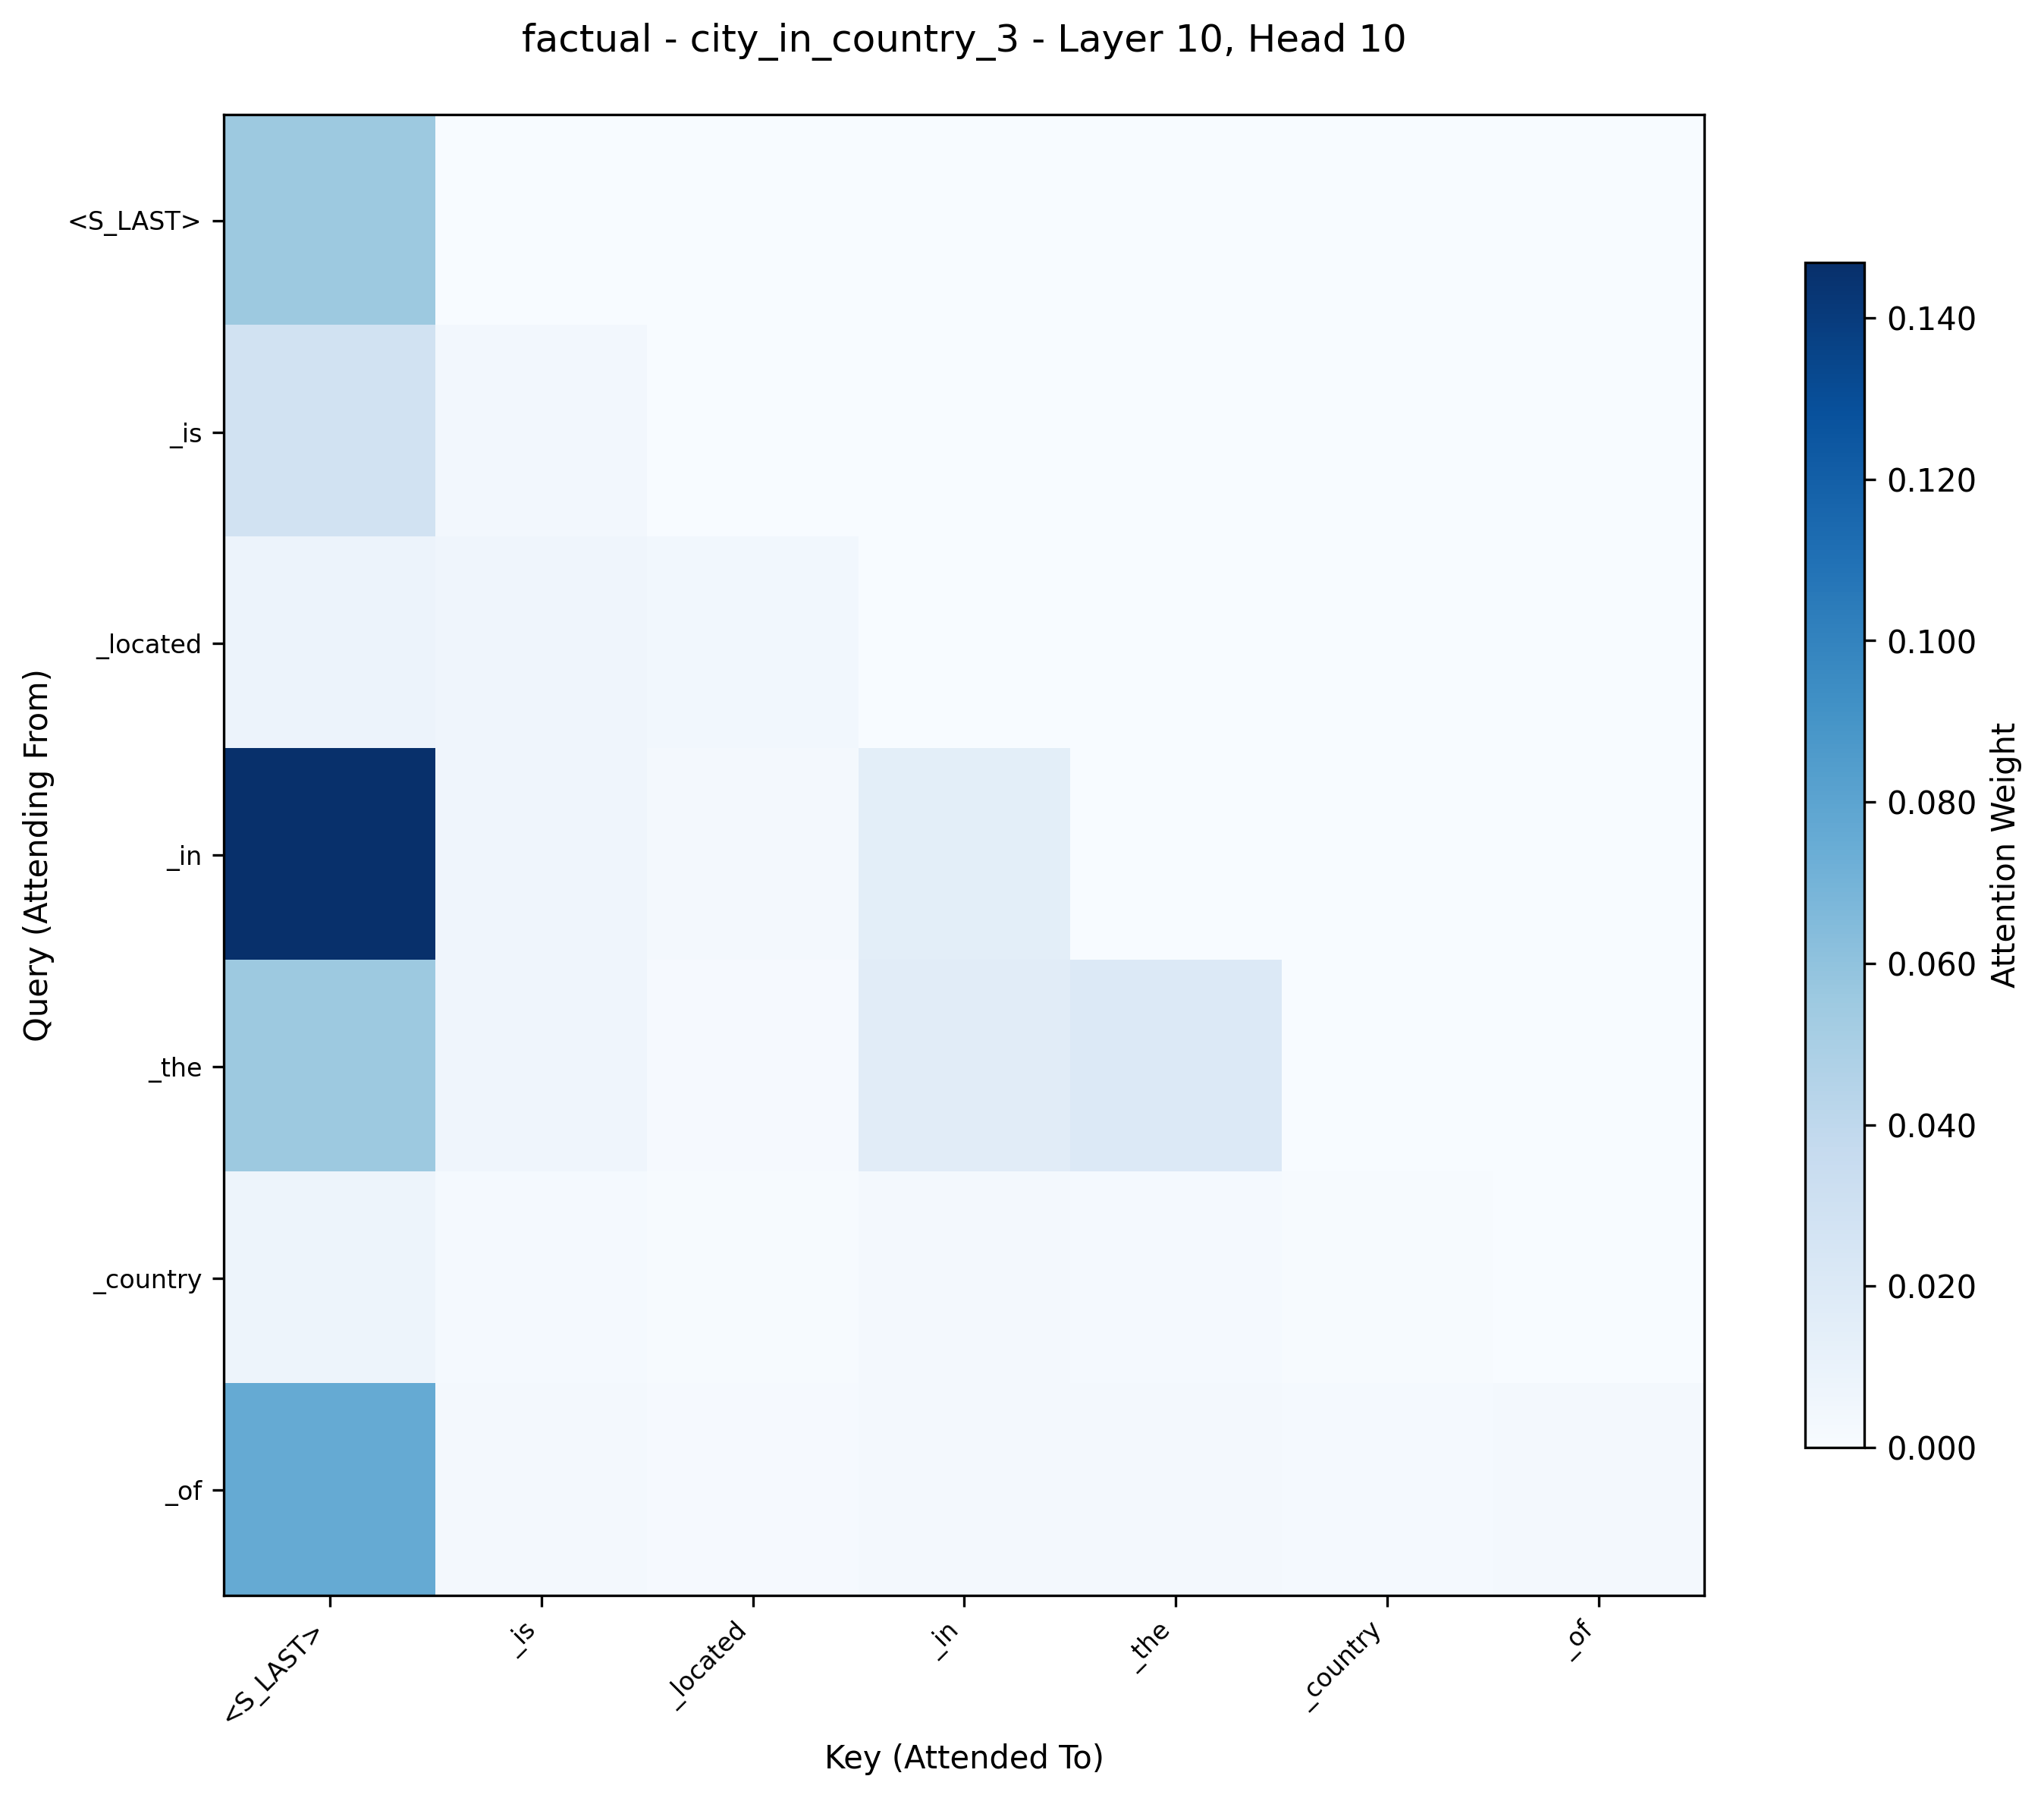 factual - city_in_country_3 - Layer 10, Head 10
Query (Attending From)
<S_LAST>
_is
_located
_in
_the
_country
_of
<S_LAST>
_is
_located
_in
_the
_country
_of
Key (Attended To)
0.140
0.120
0.100
0.080
0.060
0.040
0.020
0.000
Attention Weight